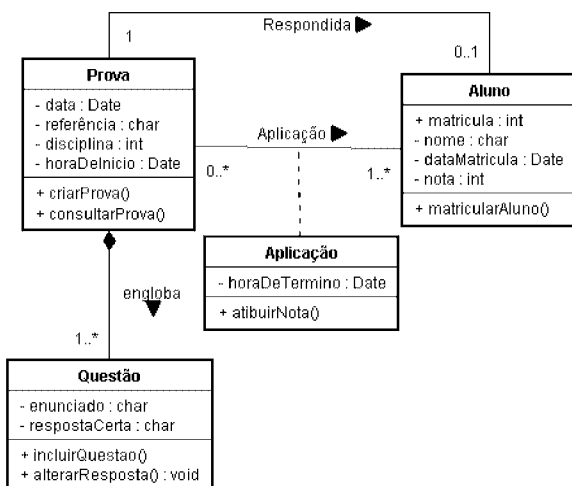 Respondida
1
0..1
Prova
- data : Date
- referência : char
- disciplina : int
- horaDeInicio : Date
+ criarProva()
+ consultarProva()
Aluno
+ matricula : int
- nome : char
- dataMatricula : Date
- nota : int
+ matricularAluno()
Aplicação
0..*
1..*
Aplicação
- horaDeTermino : Date
+ atibuirNota()
engloba
1..*
Questão
- enunciado : char
- respostaCerta : char
+ incluirQuestao()
+ alterarResposta() : void